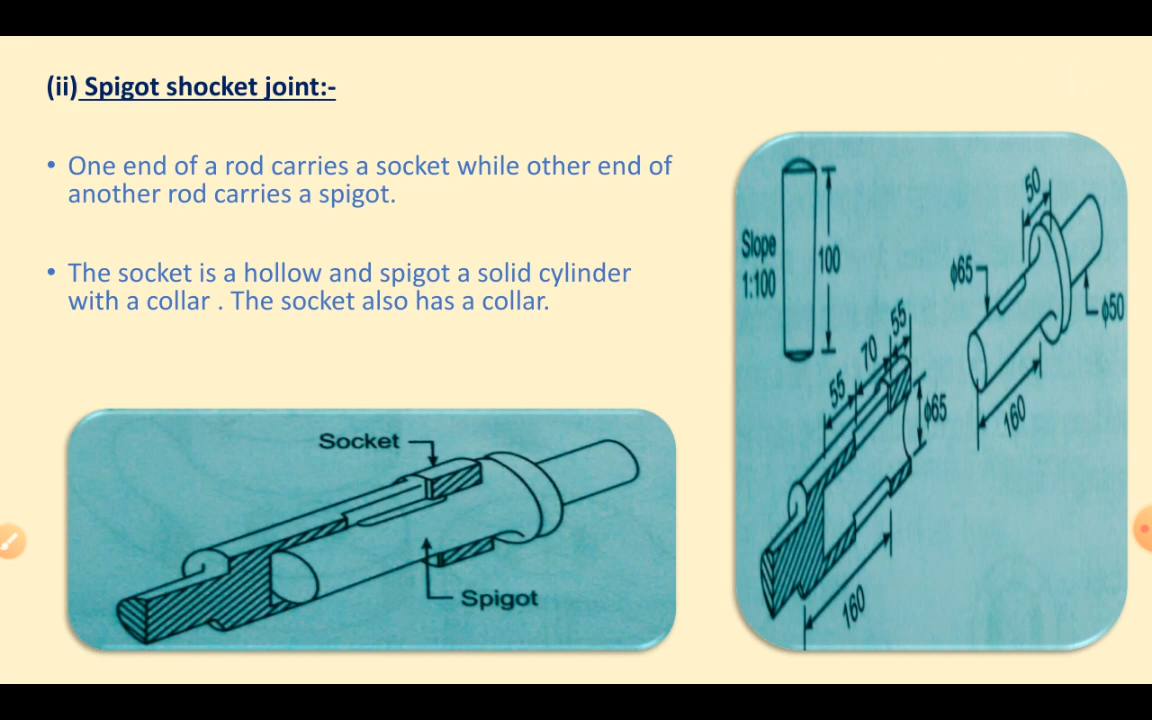 (ii) Spigot shocket joint:-
• One end of a rod carries a socket while other end of
another rod carries a spigot.
• The socket is a hollow and spigot a solid cylinder
with a collar . The socket also has a collar.
Socket
Spigot
Slope
1:100
100
50
ϕ65
ϕ50
160
55
70
55
ϕ65
160